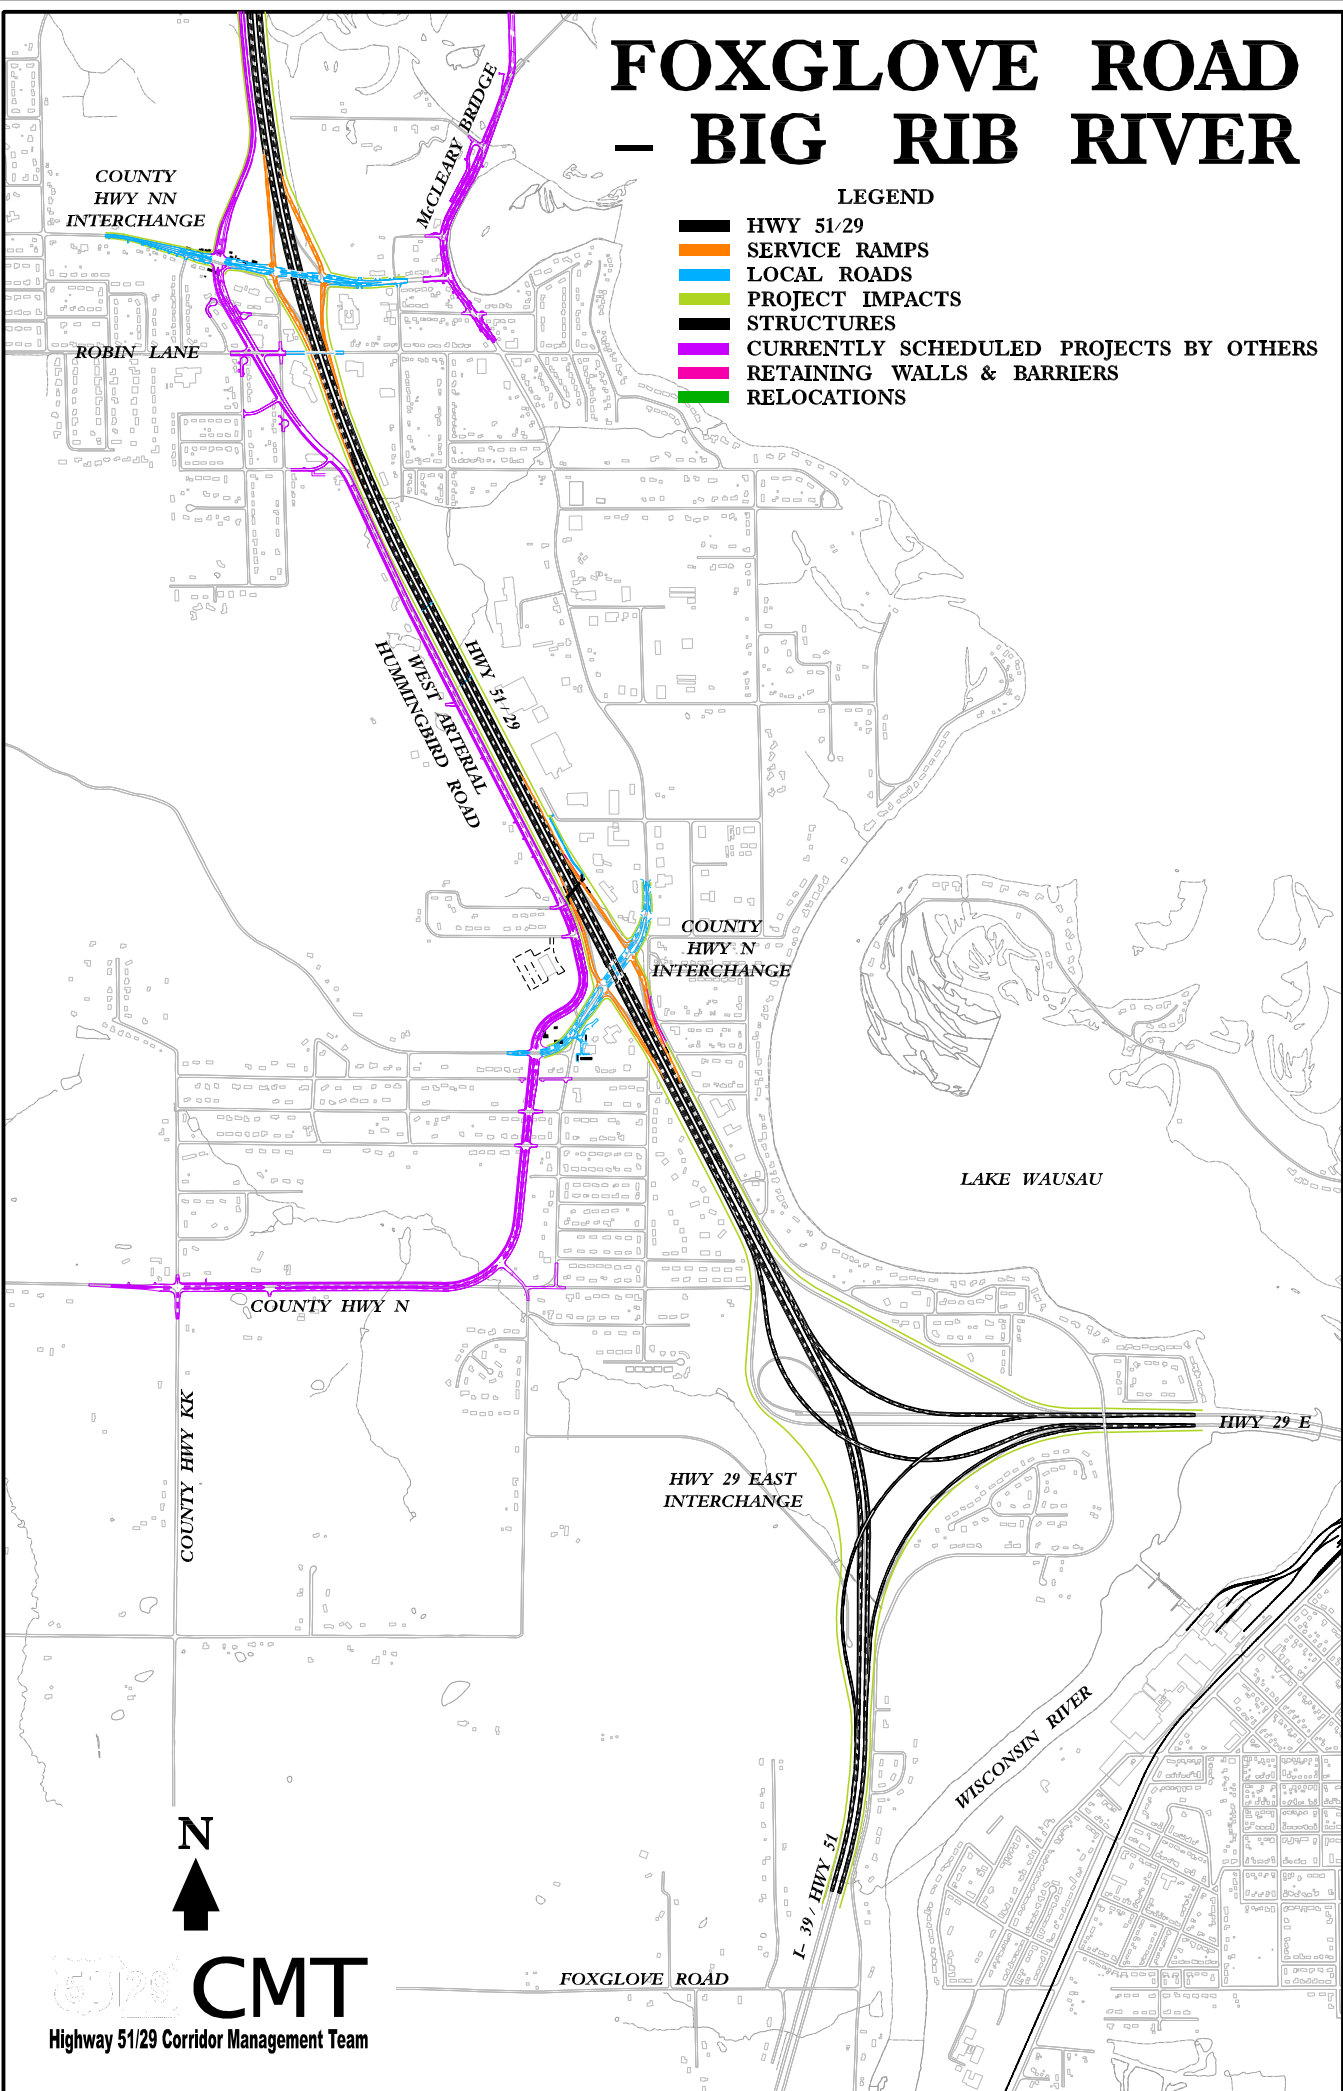 FOXGLOVE ROAD
– BIG RIB RIVER
LEGEND
HWY 51/29
SERVICE RAMPS
LOCAL ROADS
PROJECT IMPACTS
STRUCTURES
CURRENTLY SCHEDULED PROJECTS BY OTHERS
RETAINING WALLS & BARRIERS
RELOCATIONS
McCLEARY BRIDGE
COUNTY
HWY NN
INTERCHANGE
ROBIN LANE
HWY 51/29
WEST ARTERIAL
HUMMINGBIRD ROAD
COUNTY
HWY N
INTERCHANGE
LAKE WAUSAU
COUNTY HWY N
COUNTY HWY KK
HWY 29 E
HWY 29 EAST
INTERCHANGE
WISCONSIN RIVER
I-39/HWY 51
FOXGLOVE ROAD
N
51/29 CMT
Highway 51/29 Corridor Management Team